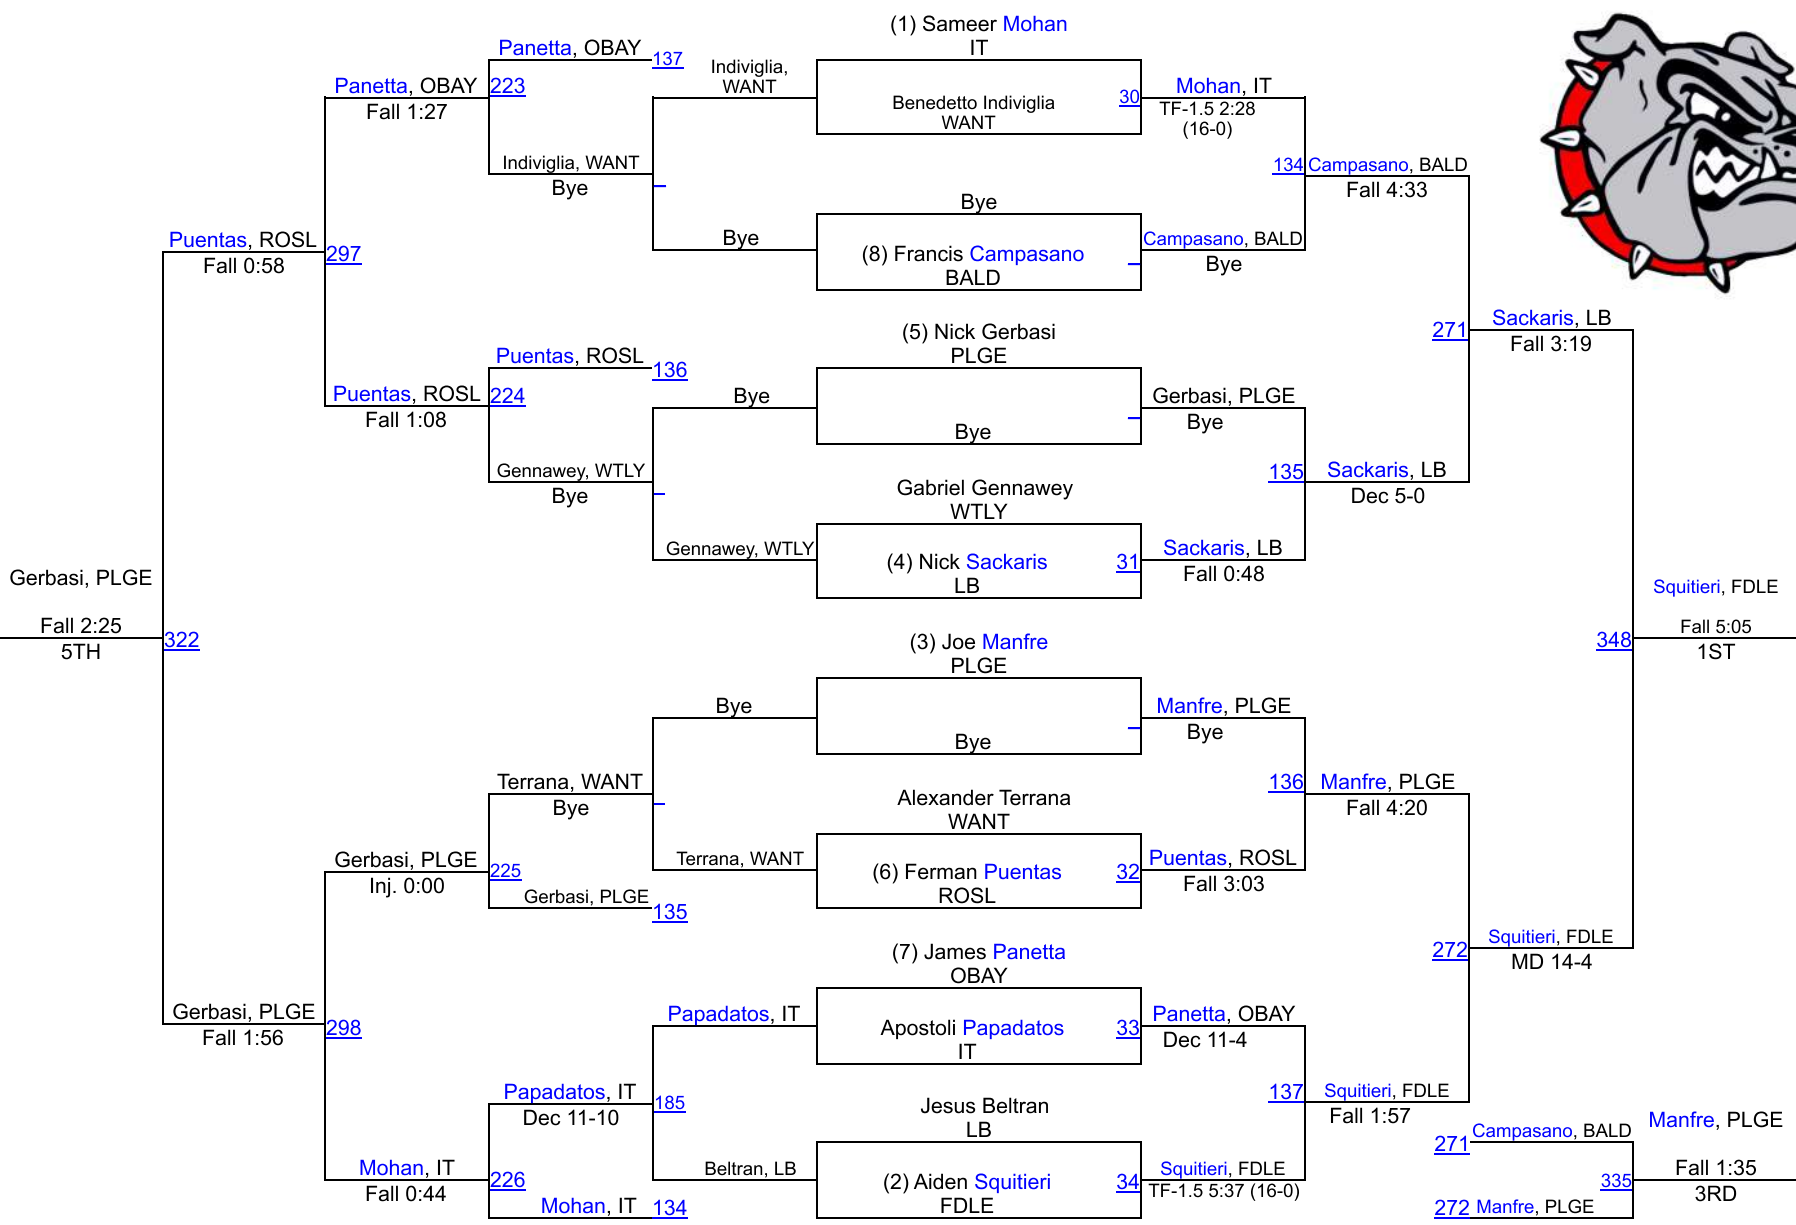 (1) Sameer Mohan
IT
Benedetto Indiviglia
WANT
30
Bye
(8) Francis Campasano
BALD
(5) Nick Gerbasi
PLGE
Bye
Gabriel Gennawey
WTLY
(4) Nick Sackaris
LB
31
(3) Joe Manfre
PLGE
Bye
Alexander Terrana
WANT
(6) Ferman Puentas
ROSL
32
(7) James Panetta
OBAY
Apostoli Papadatos
IT
33
Jesus Beltran
LB
(2) Aiden Squitieri
FDLE
34
Mohan, IT
TF-1.5 2:28
(16-0)
134
Campasano, BALD
Bye
Gerbasi, PLGE
Bye
135
Sackaris, LB
Fall 0:48
Manfre, PLGE
Bye
136
Puentas, ROSL
Fall 3:03
Panetta, OBAY
Dec 11-4
137
Squitieri, FDLE
TF-1.5 5:37 (16-0)
Campasano, BALD
Fall 4:33
271
Sackaris, LB
Dec 5-0
Manfre, PLGE
Fall 4:20
272
Squitieri, FDLE
Fall 1:57
Sackaris, LB
Fall 3:19
348
Squitieri, FDLE
MD 14-4
Squitieri, FDLE
Fall 5:05
1ST
271
Campasano, BALD
335
272
Manfre, PLGE
Manfre, PLGE
Fall 1:35
3RD
Indiviglia,
WANT
Bye
Bye
Gennawey, WTLY
Bye
Terrana, WANT
Papadatos, IT
185
Beltran, LB
Panetta, OBAY
137
223
Indiviglia, WANT
Bye
Puentas, ROSL
136
224
Gennawey, WTLY
Bye
Terrana, WANT
Bye
225
Gerbasi, PLGE
135
Papadatos, IT
Dec 11-10
226
Mohan, IT
134
Panetta, OBAY
Fall 1:27
297
Puentas, ROSL
Fall 1:08
Gerbasi, PLGE
Inj. 0:00
298
Mohan, IT
Fall 0:44
Puentas, ROSL
Fall 0:58
322
Gerbasi, PLGE
Fall 1:56
Gerbasi, PLGE
Fall 2:25
5TH